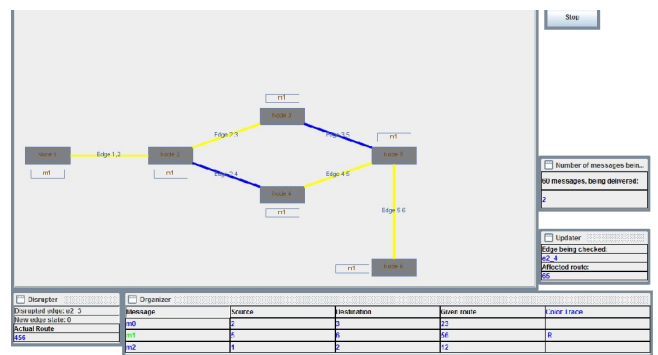 Stop
m1
Node 3
Edge 2,3
Edge 3,5
m1
Node 1
Edge 1,2
Node 2
Node 5
m1
m1
Edge 2,4
Edge 4,5
Node 4
m1
Edge 5,6
m1
Node 6
Number of messages bein...
60 messages, being delivered:
2
Updater
Edge being checked:
e2_4
Affected route:
65
Disrupter
Disrupted edge: e2_3
New edge state: 0
Actual Route
456
Organizer
Message Source Destination Given route Color Trace
m0 2 3 23
m1 5 6 56 R
m2 1 2 12